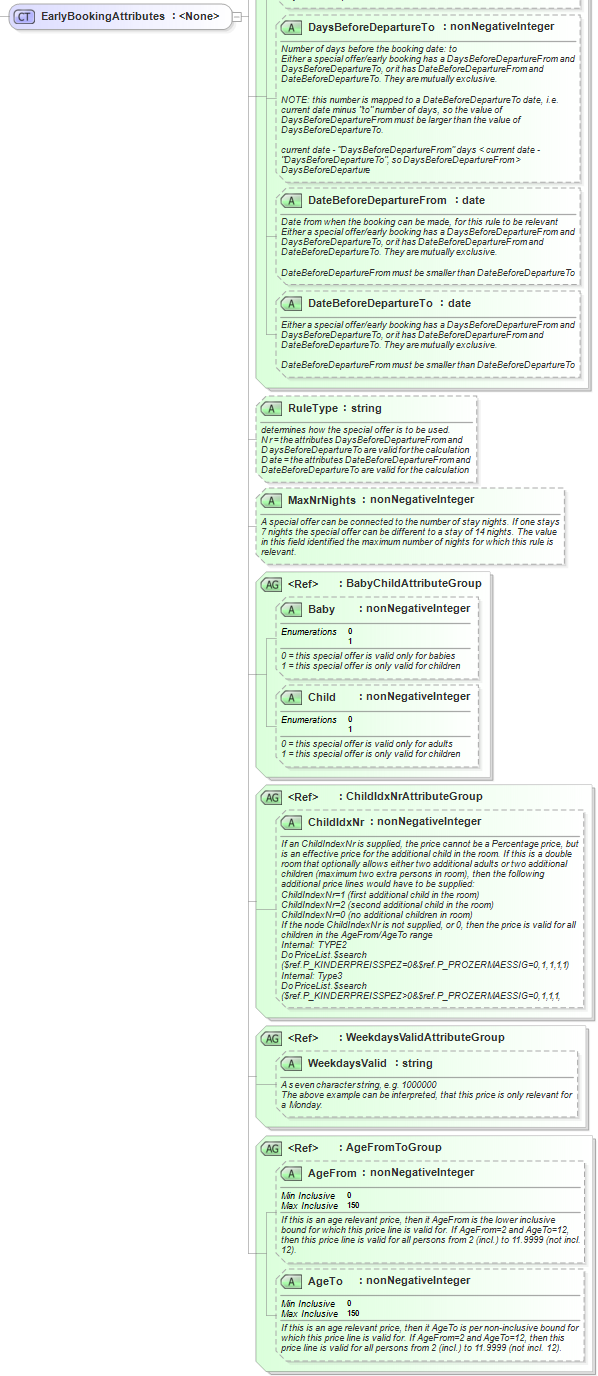 CT EarlyBookingAttributes : <None>
A DaysBeforeDepartureTo : nonNegativeInteger
Number of days before the booking date: to
Either a special offer/early booking has a DaysBeforeDepartureFrom and
DaysBeforeDepartureTo, or it has DateBeforeDepartureFrom and
DateBeforeDepartureTo. They are mutually exclusive.
NOTE: this number is mapped to a DateBeforeDepartureTo date, i.e.
current date minus "to" number of days, so the value of
DaysBeforeDepartureFrom must be larger than the value of
DaysBeforeDepartureTo.
current date - "DaysBeforeDepartureFrom" days < current date -
"DaysBeforeDepartureTo", so DaysBeforeDepartureFrom >
DaysBeforeDeparture
A DateBeforeDepartureFrom : date
Date from when the booking can be made, for this rule to be relevant
Either a special offer/early booking has a DaysBeforeDepartureFrom and
DaysBeforeDepartureTo, or it has DateBeforeDepartureFrom and
DateBeforeDepartureTo. They are mutually exclusive.
DateBeforeDepartureFrom must be smaller than DateBeforeDepartureTo
A DateBeforeDepartureTo : date
Either a special offer/early booking has a DaysBeforeDepartureFrom and
DaysBeforeDepartureTo, or it has DateBeforeDepartureFrom and
DateBeforeDepartureTo. They are mutually exclusive.
DateBeforeDepartureFrom must be smaller than DateBeforeDepartureTo
A RuleType : string
determines how the special offer is to be used.
Nr = the attributes DaysBeforeDepartureFrom and
DaysBeforeDepartureTo are valid for the calculation
Date = the attributes DateBeforeDepartureFrom and
DateBeforeDepartureTo are valid for the calculation
A MaxNrNights : nonNegativeInteger
A special offer can be connected to the number of stay nights. If one stays
7 nights the special offer can be different to a stay of 14 nights. The value
in this field identified the maximum number of nights for which this rule is
relevant.
AG <Ref> : BabyChildAttributeGroup
A Baby : nonNegativeInteger
Enumerations 0
1
0 = this special offer is valid only for babies
1 = this special offer is only valid for children
A Child : nonNegativeInteger
Enumerations 0
1
0 = this special offer is valid only for adults
1 = this special offer is only valid for children
AG <Ref> : ChildIdxNrAttributeGroup
A ChildIdxNr : nonNegativeInteger
If an ChildIndexNr is supplied, the price cannot be a Percentage price, but
is an effective price for the additional child in the room. If this is a double
room that optionally allows either two additional adults or two additional
children (maximum two extra persons in room), then the following
additional price lines would have to be supplied:
ChildIndexNr=1 (first additional child in the room)
ChildIndexNr=2 (second additional child in the room)
ChildIndexNr=0 (no additional children in room)
If the node ChildIndexNr is not supplied, or 0, then the price is valid for all
children in the AgeFrom/AgeTo range
Internal: TYPE2
Do PriceList.$search
($ref.P_KINDERPREISSPEZ=0&$ref.P_PROZERMAESSIG=0,1,1,1,1)
Internal: Type3
Do PriceList.$search
($ref.P_KINDERPREISSPEZ>0&$ref.P_PROZERMAESSIG=0,1,1,1,
AG <Ref> : WeekdaysValidAttributeGroup
A WeekdaysValid : string
A seven character string, e.g. 1000000
The above example can be interpreted, that this price is only relevant for
a Monday.
AG <Ref> : AgeFromToGroup
A AgeFrom : nonNegativeInteger
Min Inclusive 0
Max Inclusive 150
If this is an age relevant price, then it AgeFrom is the lower inclusive
bound for which this price line is valid for. If AgeFrom=2 and AgeTo=12,
then this price line is valid for all persons from 2 (incl.) to 11.9999 (not incl.
12).
A AgeTo : nonNegativeInteger
Min Inclusive 0
Max Inclusive 150
If this is an age relevant price, then it AgeTo is per non-inclusive bound for
which this price line is valid for. If AgeFrom=2 and AgeTo=12, then this
price line is valid for all persons from 2 (incl.) to 11.9999 (not incl. 12).